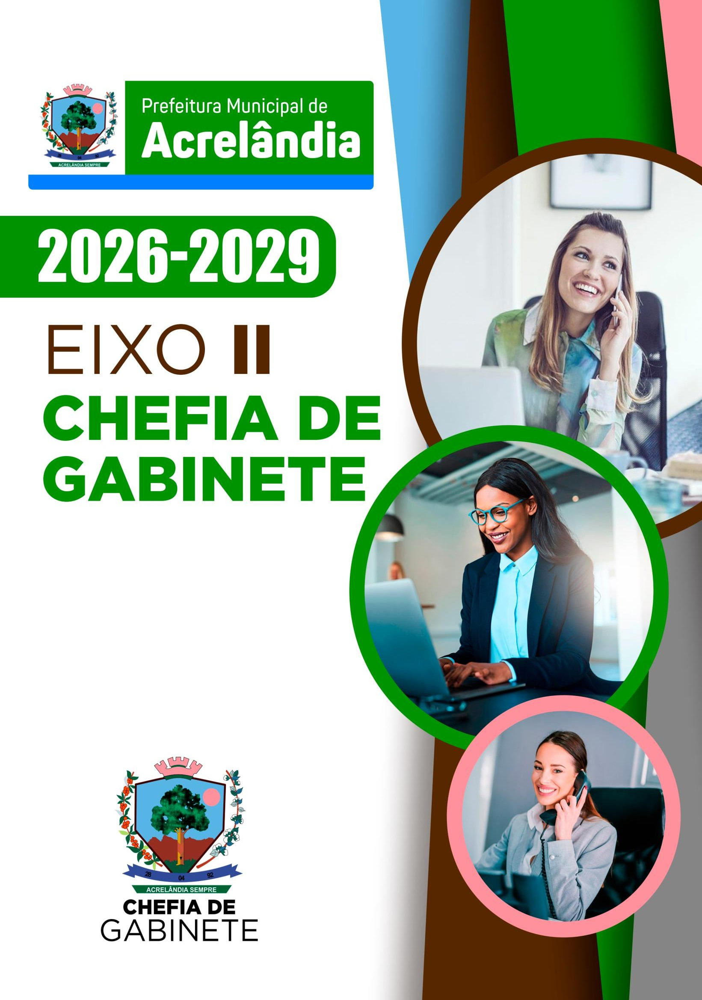 Prefeitura Municipal de
Acrelândia
28 04 92
ACRELÂNDIA SEMPRE
2026-2029
EIXO II
CHEFIA DE
GABINETE
28 04 92
ACRELÂNDIA SEMPRE
CHEFIA DE
GABINETE